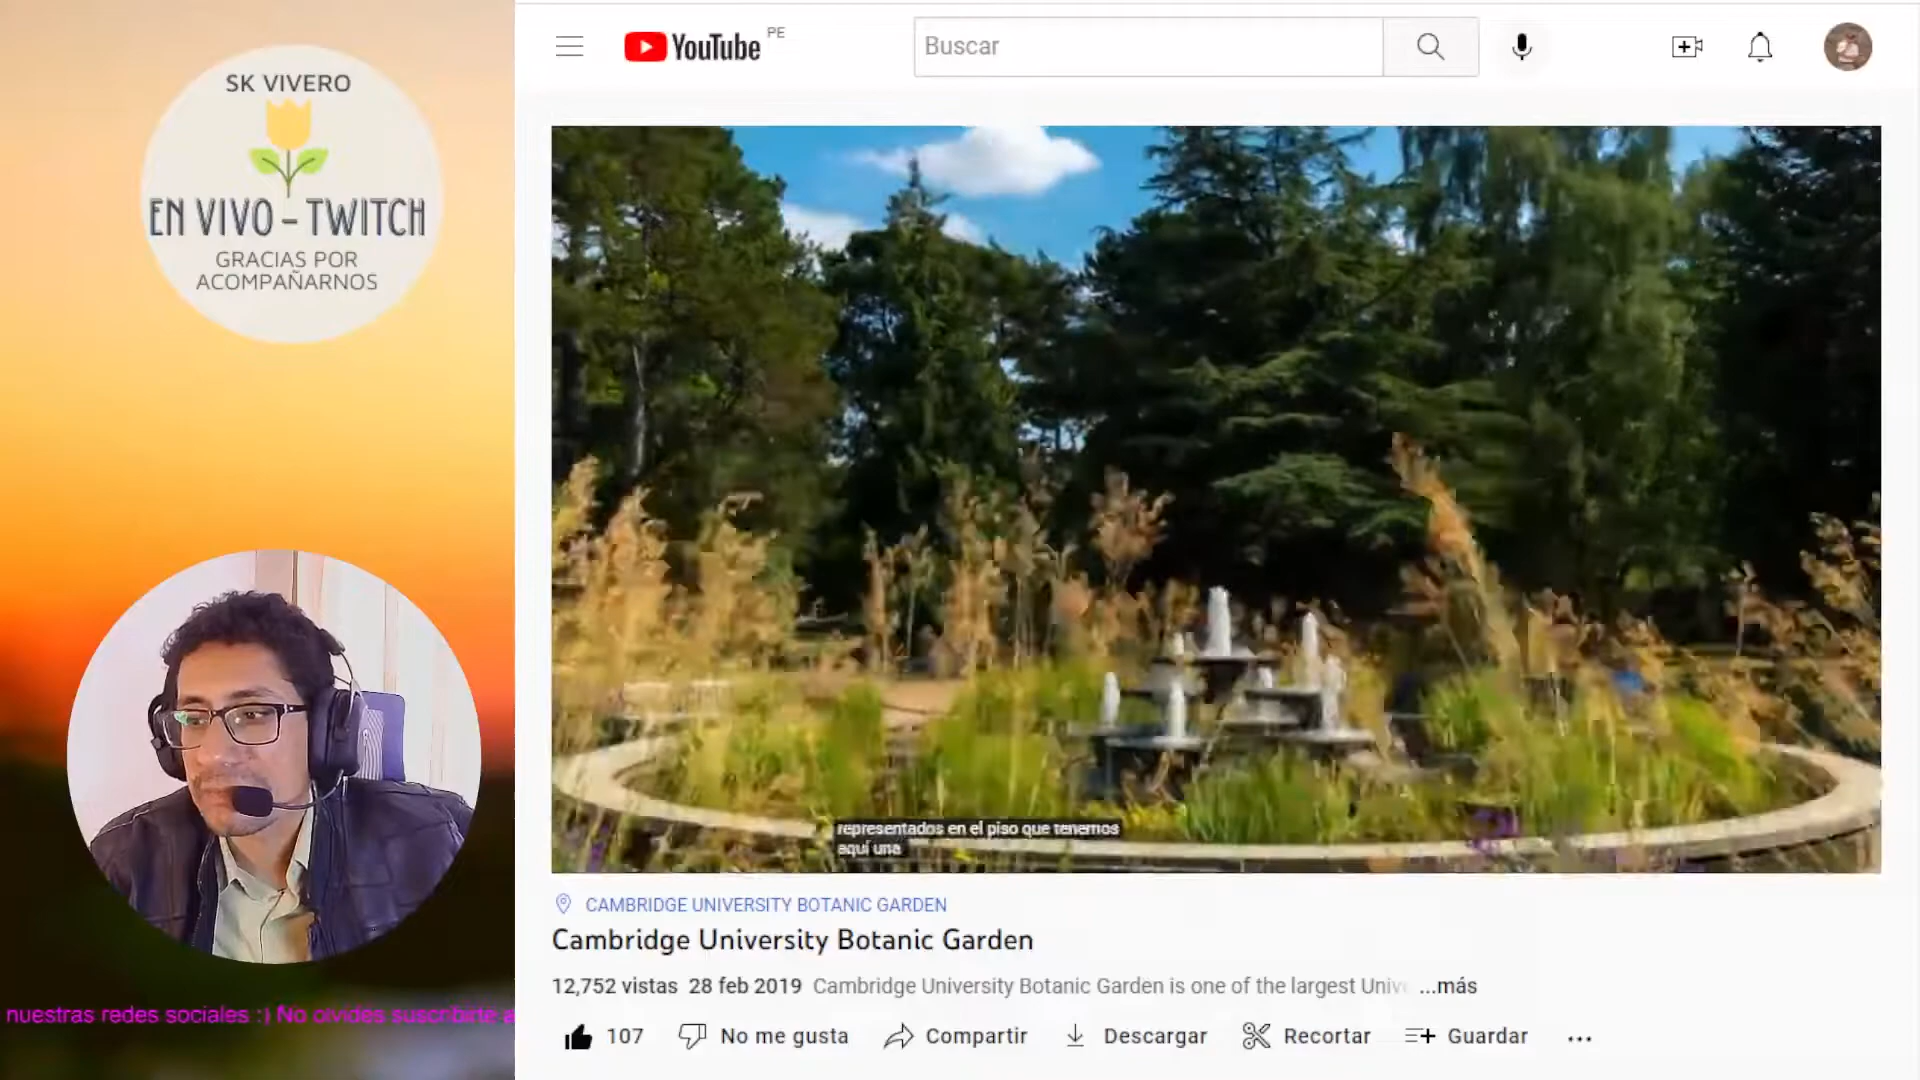 SK VIVERO
EN VIVO - TWITCH
GRACIAS POR
ACOMPAÑARNOS
nuestras redes sociales :) No olvides suscribirte a
YouTube PE
Buscar
representados en el piso que tenemos
aquí una
CAMBRIDGE UNIVERSITY BOTANIC GARDEN
Cambridge University Botanic Garden
12,752 vistas 28 feb 2019 Cambridge University Botanic Garden is one of the largest Univ ...más
107 No me gusta Compartir Descargar Recortar Guardar ...